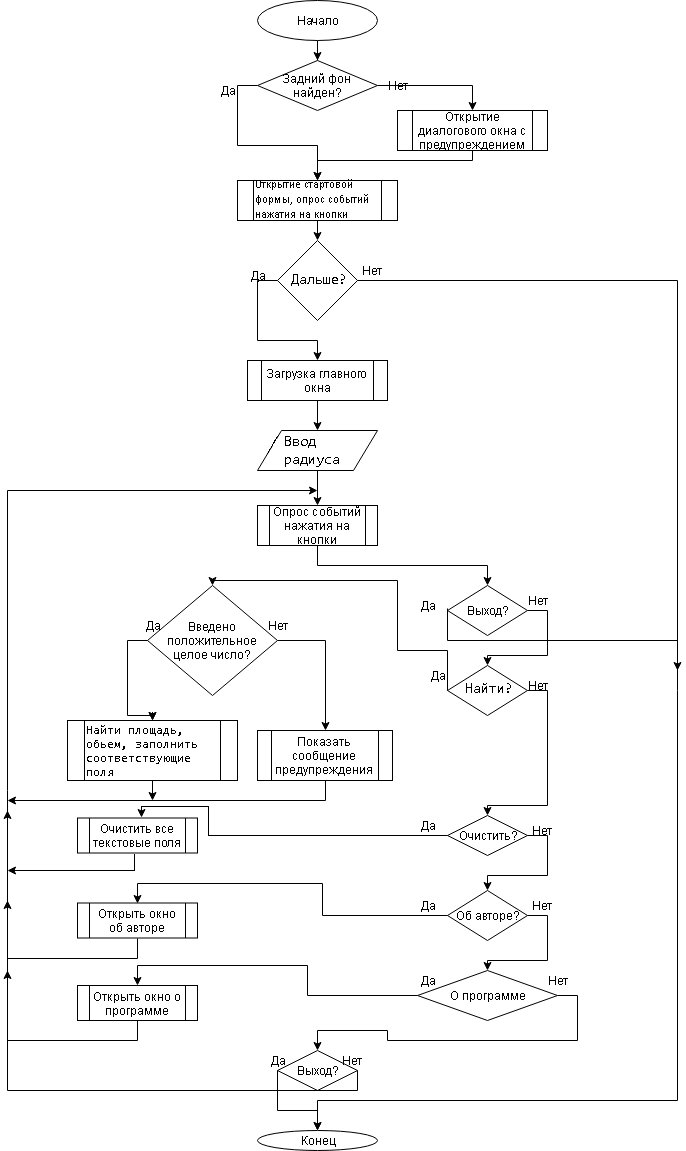 Начало
Задний фон
найден?
Да
Нет
Открытие
диалогового окна с
предупреждением
Открытие стартовой
формы, опрос событий
нажатия на кнопки
Дальше?
Да
Нет
Загрузка главного
окна
Ввод
радиуса
Опрос событий
нажатия на
кнопки
Выход?
Да
Нет
Введено
положительное
целое число?
Да
Нет
Найти?
Да
Нет
Найти площадь,
обьем, заполнить
соответствующие
поля
Показать
сообщение
предупреждения
Очистить?
Да
Нет
Очистить все
текстовые поля
Об авторе?
Да
Нет
Открыть окно
об авторе
О программе
Да
Нет
Открыть окно о
программе
Выход?
Да
Нет
Конец